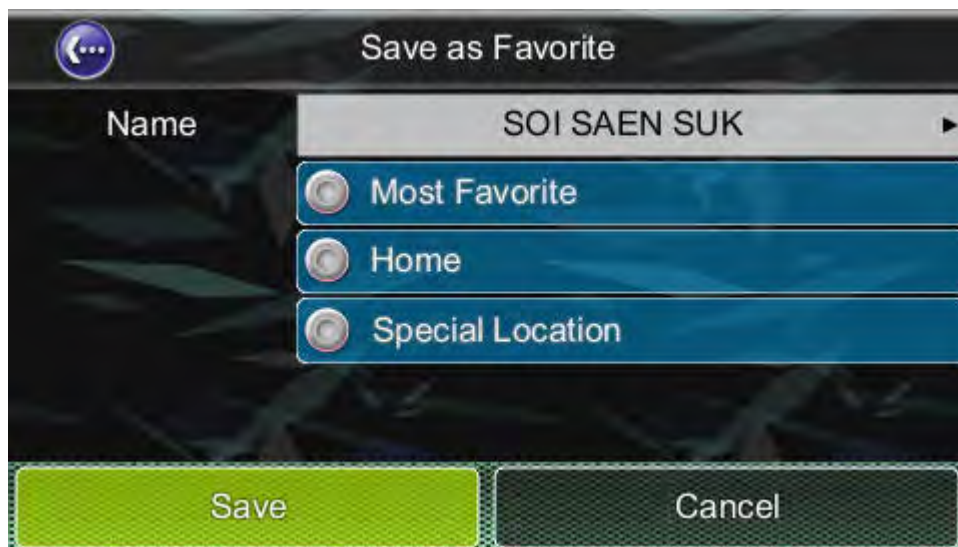 Save as Favorite
Name SOI SAEN SUK
Most Favorite
Home
Special Location
Save Cancel